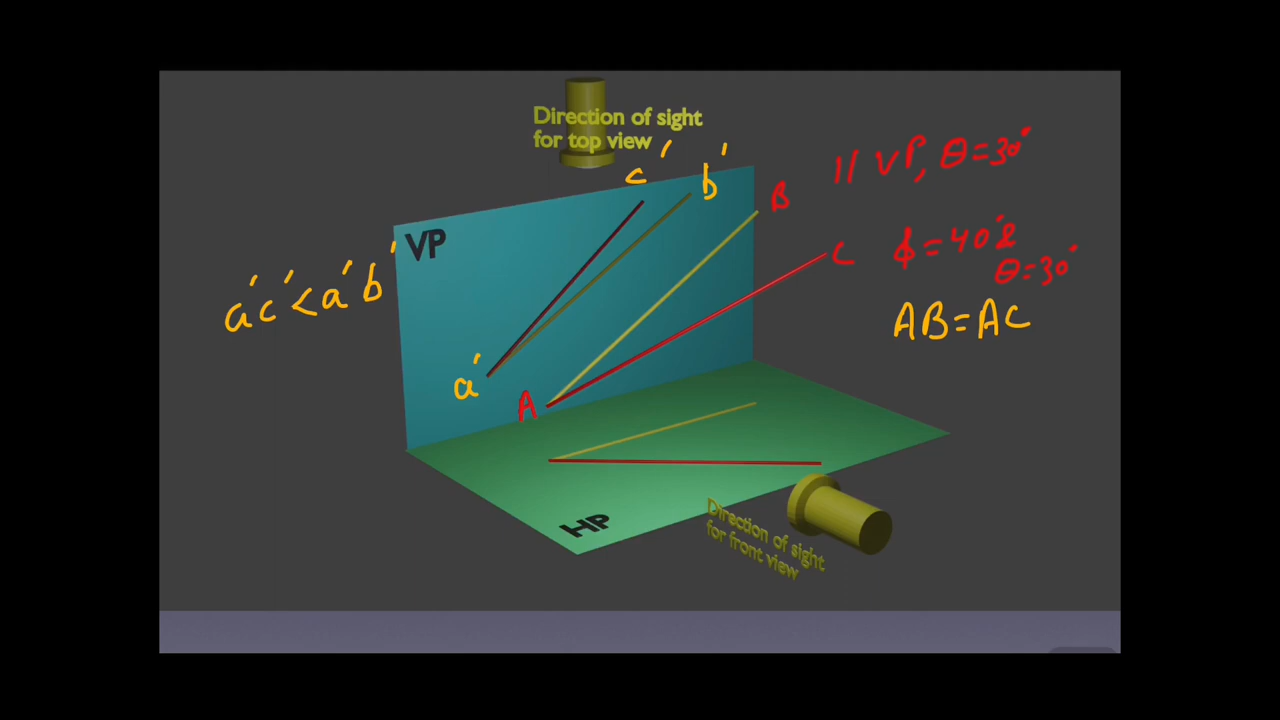 Direction of sight
for top view
c'
b'
// VP, θ=30°
VP
B
C
ϕ=40° &
θ=30°
a'c'<a'b'
AB=AC
a'
A
HP
Direction of sight
for front view